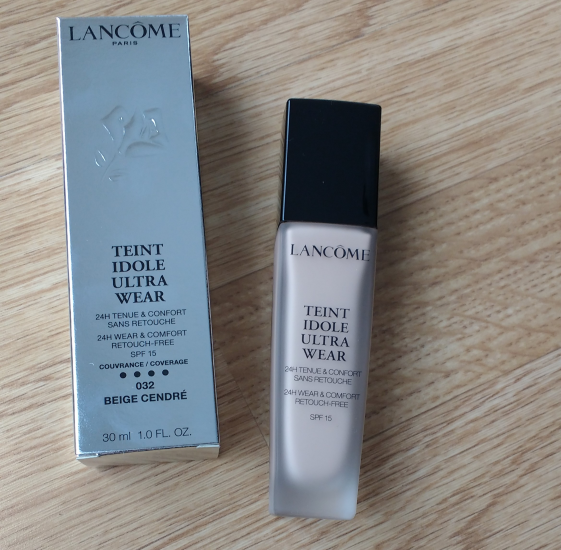 LANCÔME
PARIS
TEINT
IDOLE
ULTRA
WEAR
24H TENUE & CONFORT
SANS RETOUCHE
24H WEAR & COMFORT
RETOUCH-FREE
SPF 15
COUVRANCE / COVERAGE
032
BEIGE CENDRÉ
30 ml 1.0 FL. OZ.
LANCÔME
TEINT
IDOLE
ULTRA
WEAR
24H TENUE & CONFORT
SANS RETOUCHE
24H WEAR & COMFORT
RETOUCH-FREE
SPF 15